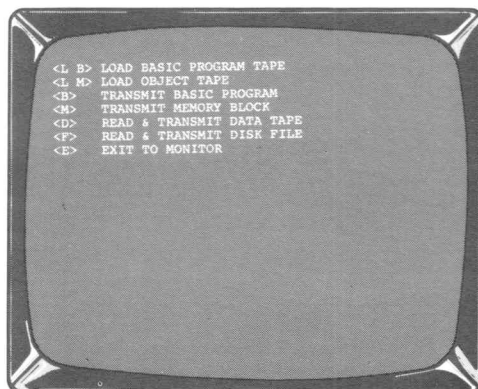 <L B> LOAD BASIC PROGRAM TAPE
<L M> LOAD OBJECT TAPE
<B> TRANSMIT BASIC PROGRAM
<M> TRANSMIT MEMORY BLOCK
<D> READ & TRANSMIT DATA TAPE
<F> READ & TRANSMIT DISK FILE
<E> EXIT TO MONITOR